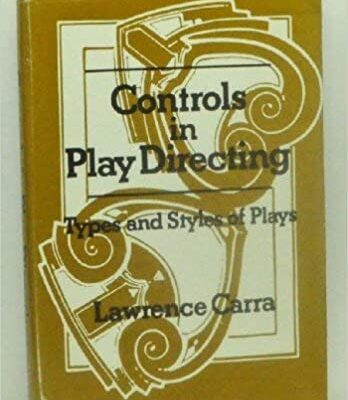 Controls
in
Play Directing
Types and Styles of Plays
Lawrence Carra